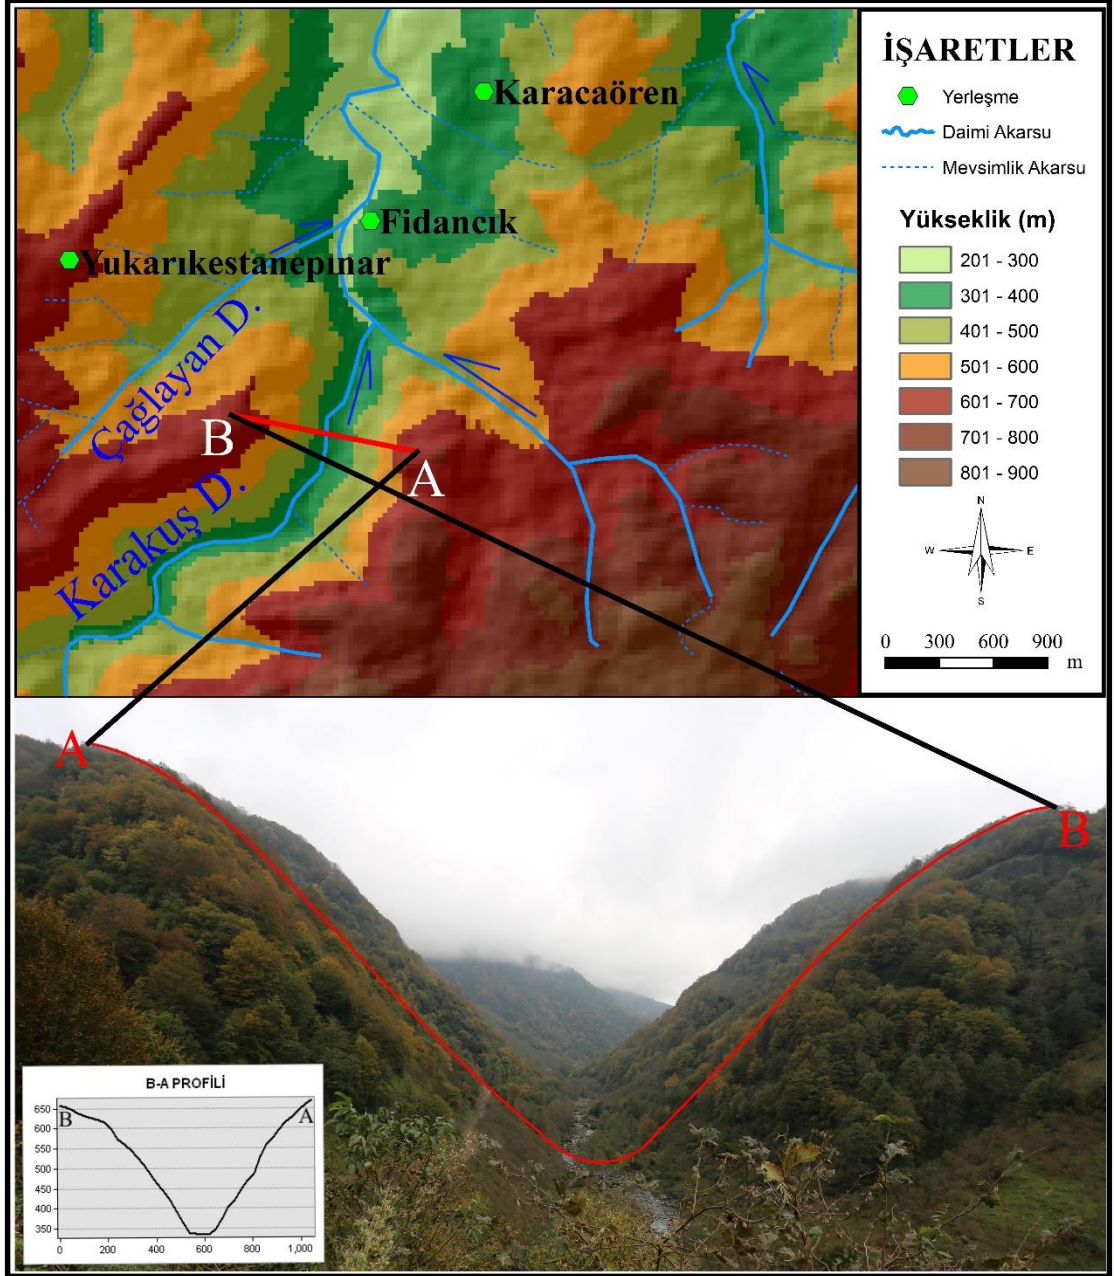 Karacaören
Fidancık
Yukarıkestanepınar
Çağlayan D.
B
A
Karakuş D.
İŞARETLER
Yerleşme
Daimi Akarsu
Mevsimlik Akarsu
Yükseklik (m)
201 - 300
301 - 400
401 - 500
501 - 600
601 - 700
701 - 800
801 - 900
N
W E
S
0 300 600 900
m
A
B
B-A PROFİLİ
B A
650
600
550
500
450
400
350
0 200 400 600 800 1,000